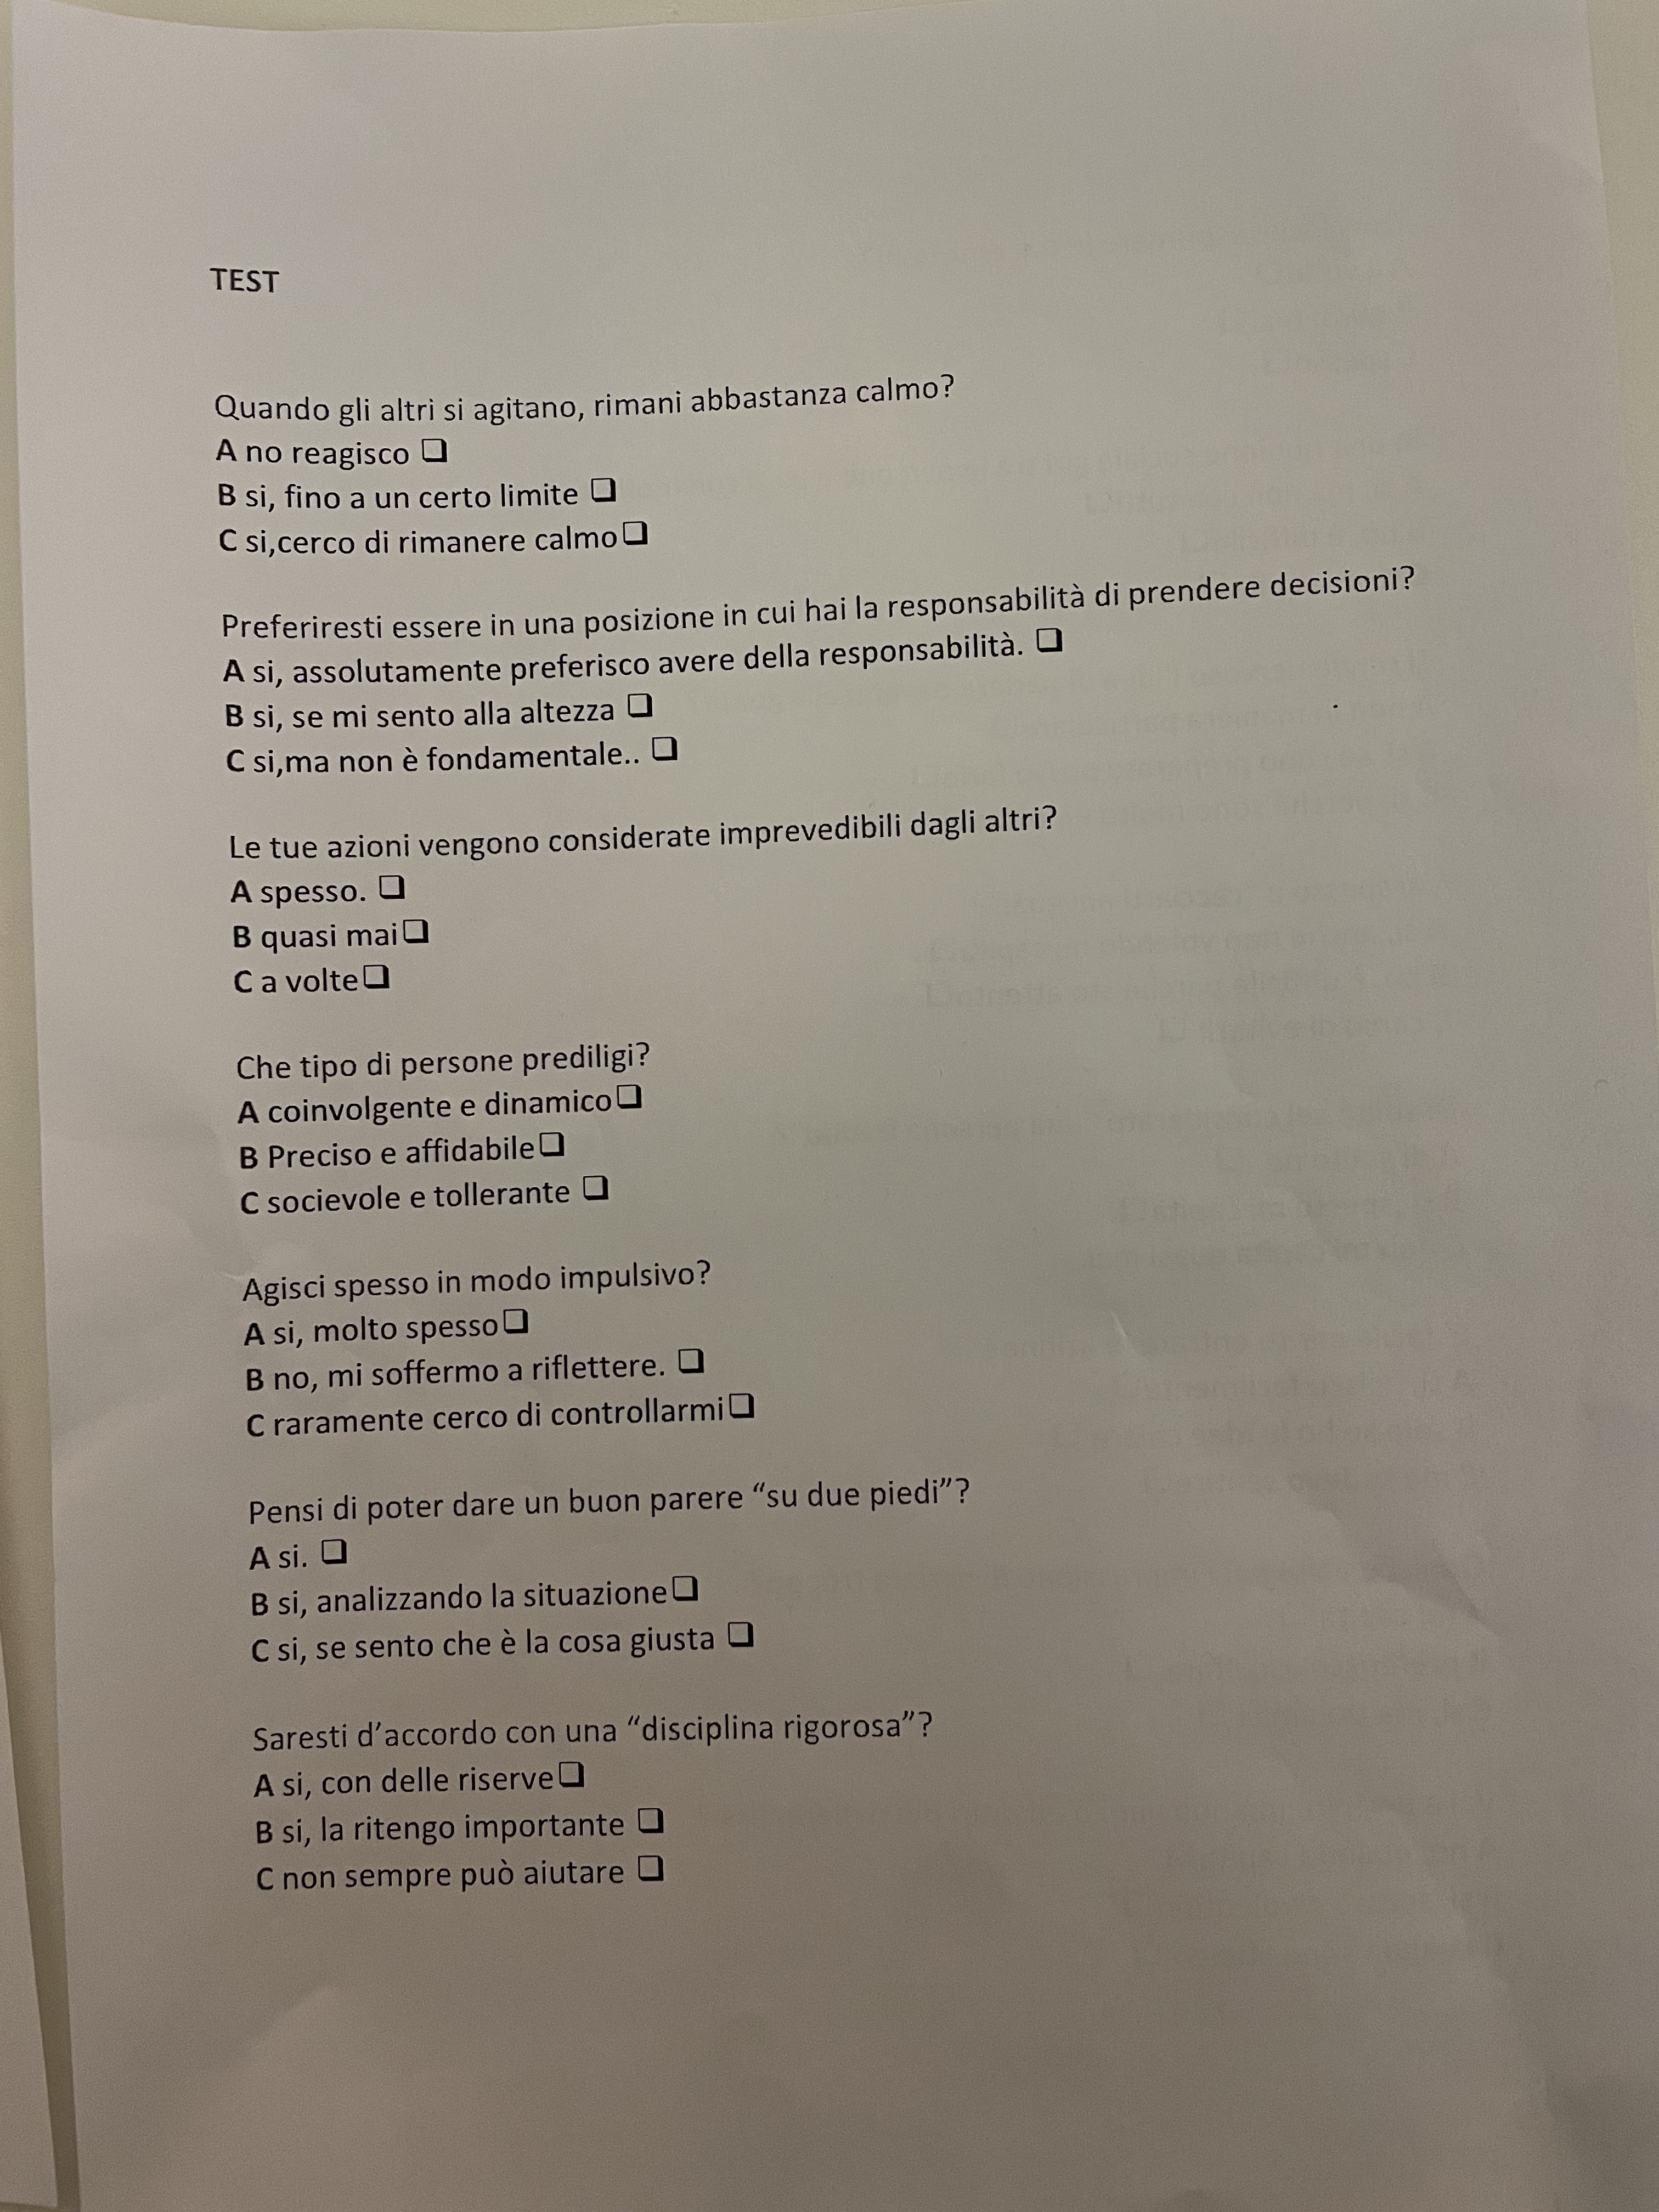 TEST
Quando gli altri si agitano, rimani abbastanza calmo?
A no reagisco ❑
B si, fino a un certo limite ❑
C si,cerco di rimanere calmo❑
Preferiresti essere in una posizione in cui hai la responsabilità di prendere decisioni?
A si, assolutamente preferisco avere della responsabilità. ❑
B si, se mi sento alla altezza ❑
C si,ma non è fondamentale.. ❑
Le tue azioni vengono considerate imprevedibili dagli altri?
A spesso. ❑
B quasi mai❑
C a volte❑
Che tipo di persone prediligi?
A coinvolgente e dinamico❑
B Preciso e affidabile❑
C socievole e tollerante ❑
Agisci spesso in modo impulsivo?
A si, molto spesso❑
B no, mi soffermo a riflettere. ❑
C raramente cerco di controllarmi❑
Pensi di poter dare un buon parere “su due piedi”?
A si. ❑
B si, analizzando la situazione❑
C si, se sento che è la cosa giusta ❑
Saresti d’accordo con una “disciplina rigorosa”?
A si, con delle riserve❑
B si, la ritengo importante ❑
C non sempre può aiutare ❑